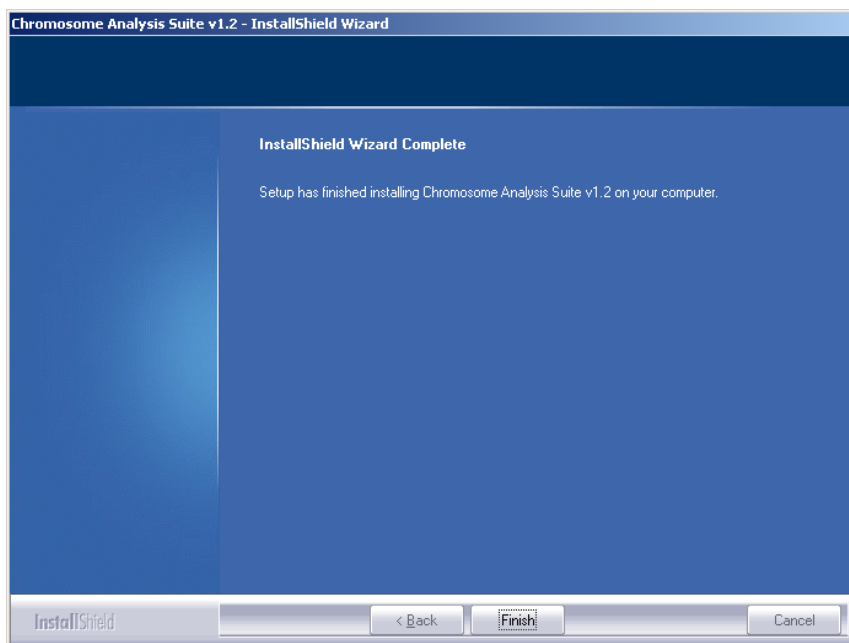 Chromosome Analysis Suite v1.2 - InstallShield Wizard
InstallShield Wizard Complete
Setup has finished installing Chromosome Analysis Suite v1.2 on your computer.
InstallShield
< Back
Finish
Cancel